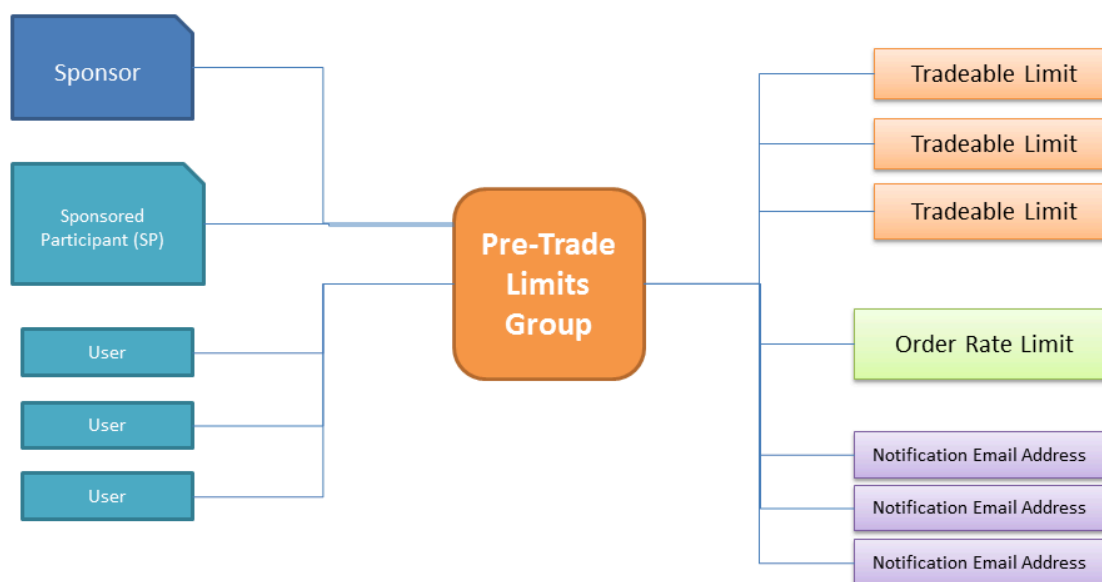 Sponsor
Sponsored
Participant (SP)
User
User
User
Pre-Trade
Limits
Group
Tradeable Limit
Tradeable Limit
Tradeable Limit
Order Rate Limit
Notification Email Address
Notification Email Address
Notification Email Address